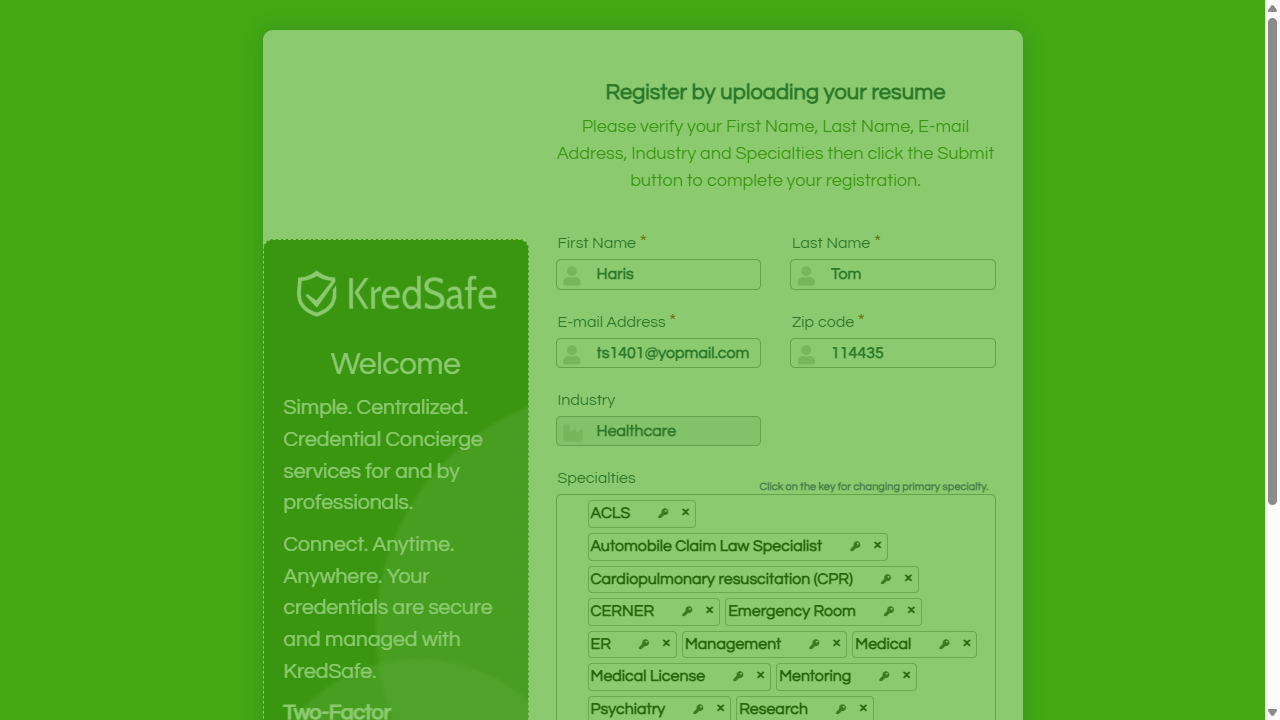 Register by uploading your resume
Please verify your First Name, Last Name, E-mail
Address, Industry and Specialties then click the Submit
button to complete your registration.
First Name *
Last Name *
Haris
Tom
E-mail Address *
Zip code *
ts1401@yopmail.com
114435
Industry
Healthcare
Specialties
Click on the key for changing primary specialty.
ACLS
Automobile Claim Law Specialist
Cardiopulmonary resuscitation (CPR)
CERNER
Emergency Room
ER
Management
Medical
Medical License
Mentoring
Psychiatry
Research
KredSafe
Welcome
Simple. Centralized.
Credential Concierge
services for and by
professionals.
Connect. Anytime.
Anywhere. Your
credentials are secure
and managed with
KredSafe.
Two-Factor